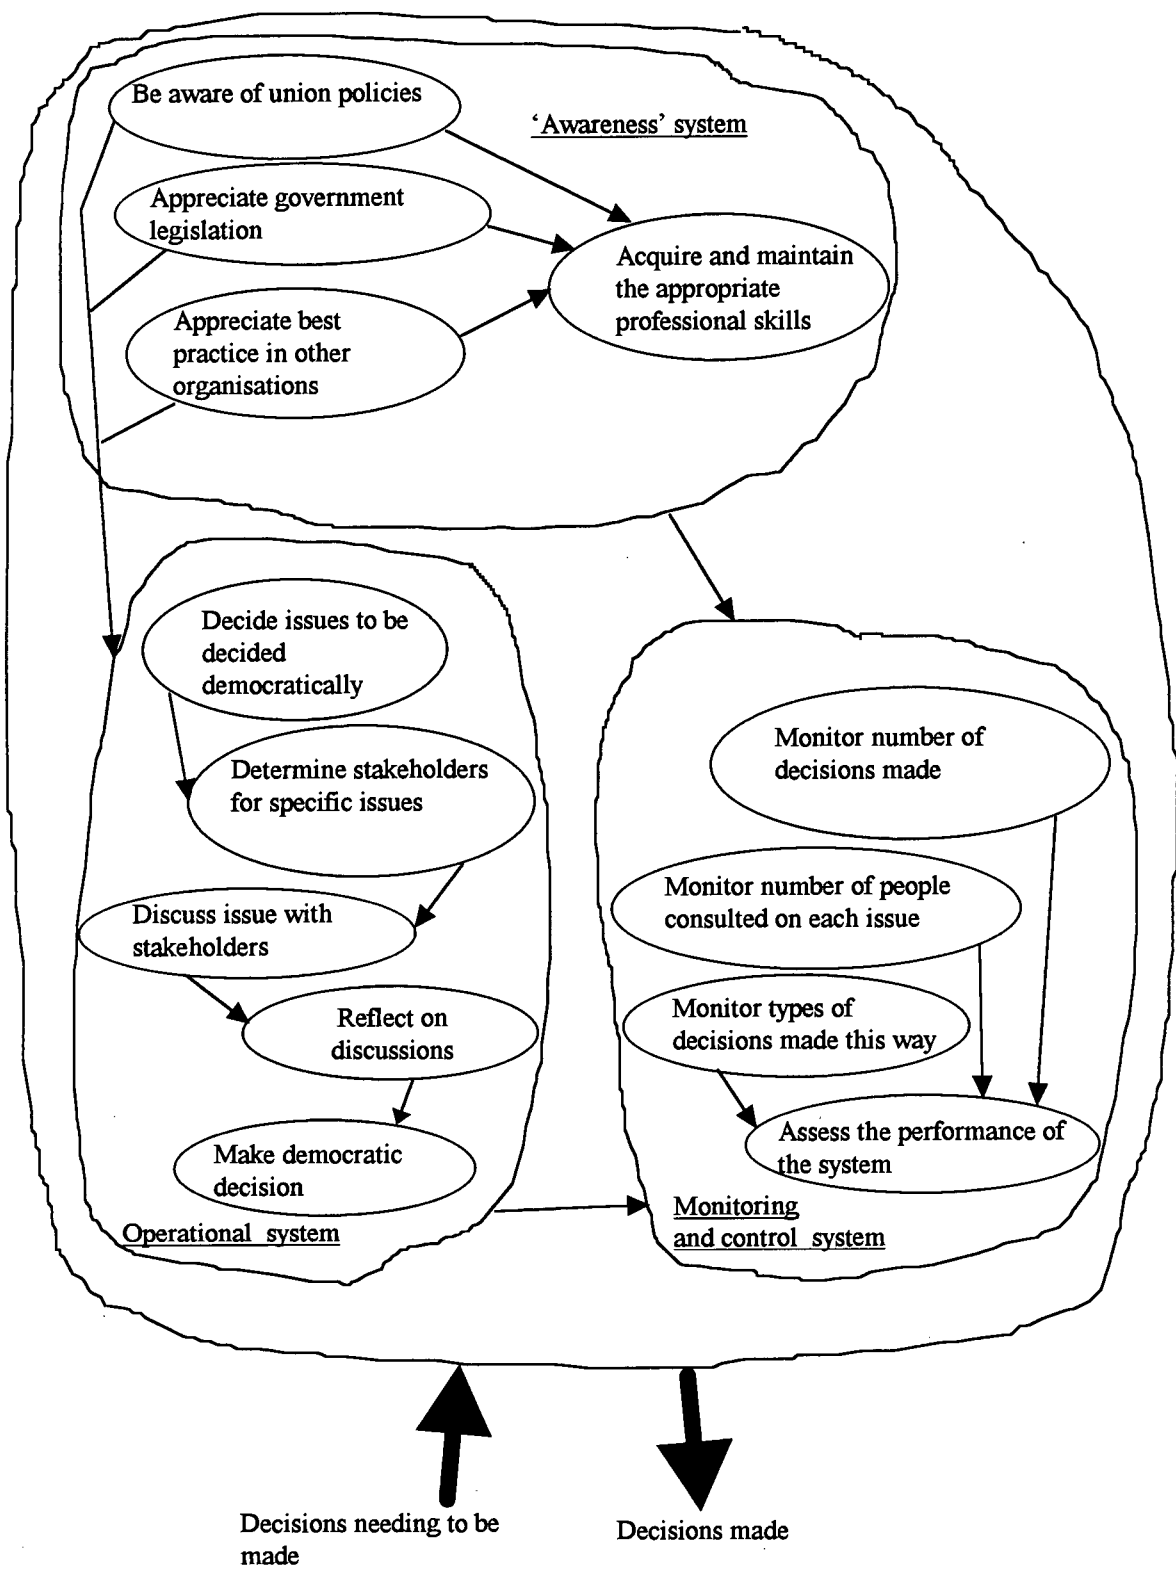 Be aware of union policies
'Awareness' system
Appreciate government
legislation
Acquire and maintain
the appropriate
professional skills
Appreciate best
practice in other
organisations
Decide issues to be
decided
democratically
Determine stakeholders
for specific issues
Discuss issue with
stakeholders
Reflect on
discussions
Make democratic
decision
Operational system
Monitor number of
decisions made
Monitor number of people
consulted on each issue
Monitor types of
decisions made this way
Assess the performance of
the system
Monitoring
and control system
Decisions needing to be
made
Decisions made